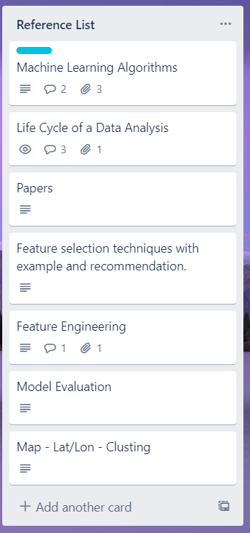 Reference List
Machine Learning Algorithms
2 3
Life Cycle of a Data Analysis
3 1
Papers
Feature selection techniques with
example and recommendation.
Feature Engineering
1 1
Model Evaluation
Map - Lat/Lon - Clusting
+ Add another card